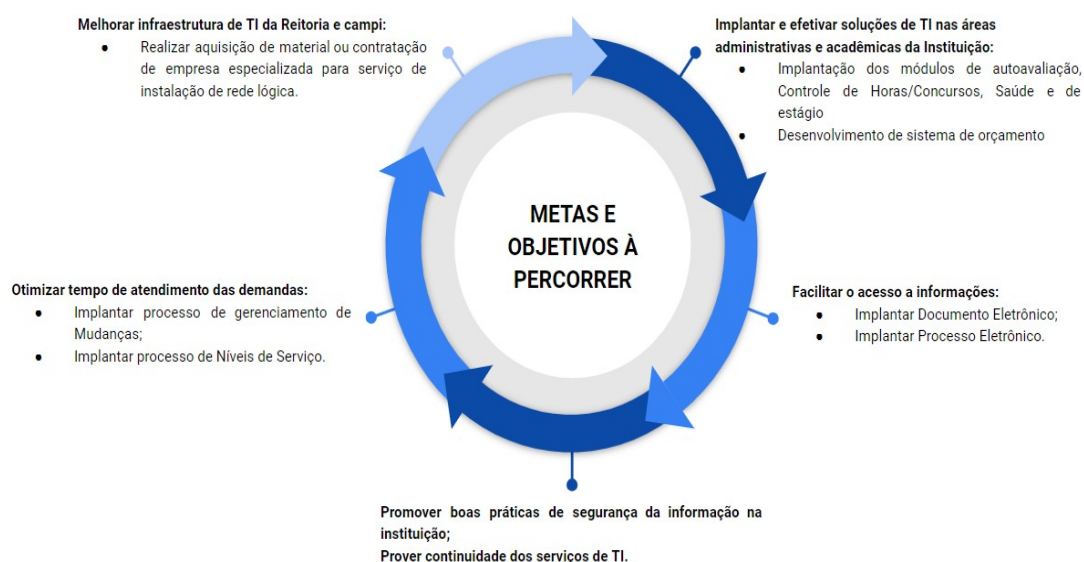 Melhorar infraestrutura de TI da Reitoria e campi:
● Realizar aquisição de material ou contratação
de empresa especializada para serviço de
instalação de rede lógica.
Implantar e efetivar soluções de TI nas áreas
administrativas e acadêmicas da Instituição:
● Implantação dos módulos de autoavaliação,
Controle de Horas/Concursos, Saúde e de
estágio
● Desenvolvimento de sistema de orçamento
METAS E
OBJETIVOS À
PERCORRER
Otimizar tempo de atendimento das demandas:
● Implantar processo de gerenciamento de
Mudanças;
● Implantar processo de Níveis de Serviço.
Facilitar o acesso a informações:
● Implantar Documento Eletrônico;
● Implantar Processo Eletrônico.
Promover boas práticas de segurança da informação na
instituição;
Prover continuidade dos serviços de TI.